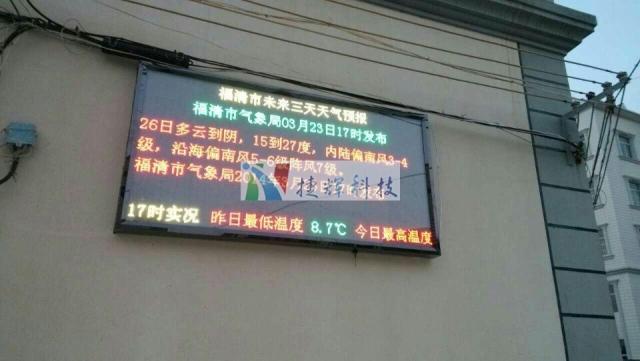 福清市未来三天天气预报
福清市气象局03月23日17时发布
26日多云到阴，15到27度，内陆偏南风3-4
级，沿海偏南风5-6级阵风7级。
福清市气象局20
捷辉科技
17时实况 昨日最低温度 8.7℃ 今日最高温度